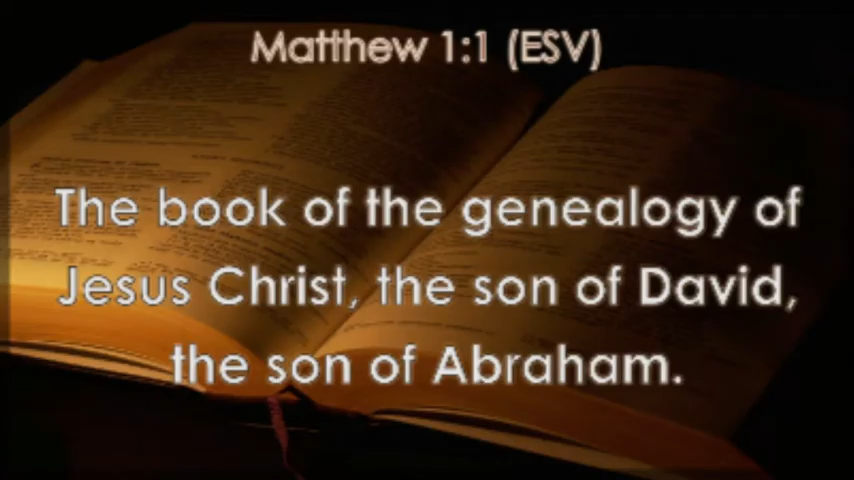 Matthew 1:1 (ESV)
The book of the genealogy of
Jesus Christ, the son of David,
the son of Abraham.